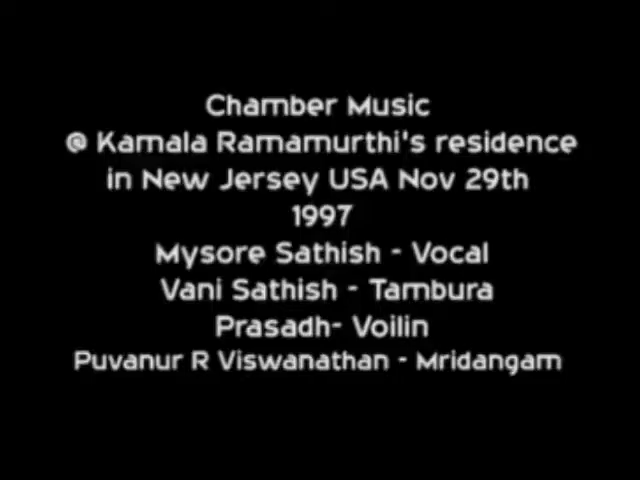 Chamber Music
@ Kamala Ramamurthi's residence
in New Jersey USA Nov 29th
1997
Mysore Sathish - Vocal
Vani Sathish - Tambura
Prasadh- Voilin
Puvanur R Viswanathan - Mridangam